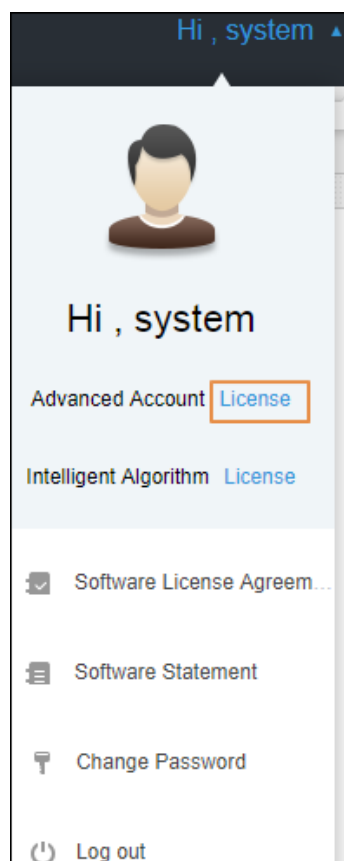 Hi , system
Hi , system
Advanced Account License
Intelligent Algorithm License
Software License Agreem...
Software Statement
Change Password
Log out